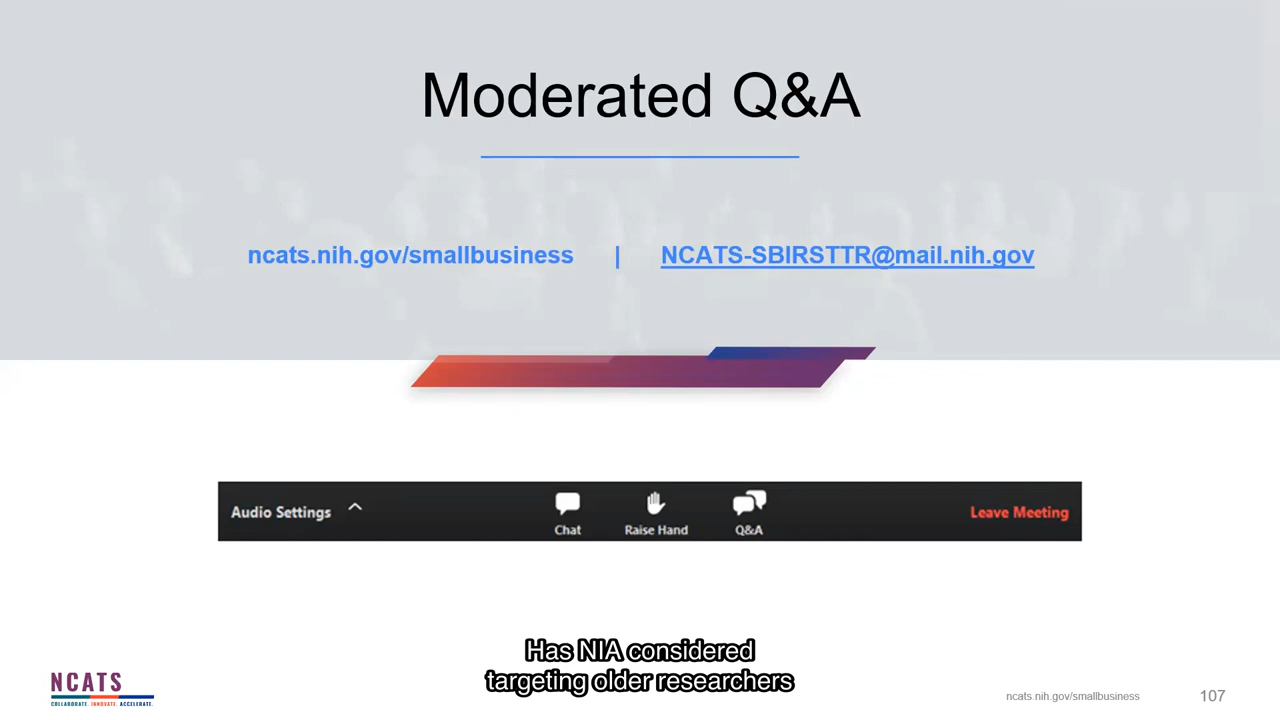 Moderated Q&A
ncats.nih.gov/smallbusiness | NCATS-SBIRSTTR@mail.nih.gov
Audio Settings Chat Raise Hand Q&A Leave Meeting
Has NIA considered
targeting older researchers
NCATS
COLLABORATE. INNOVATE. ACCELERATE.
ncats.nih.gov/smallbusiness 107